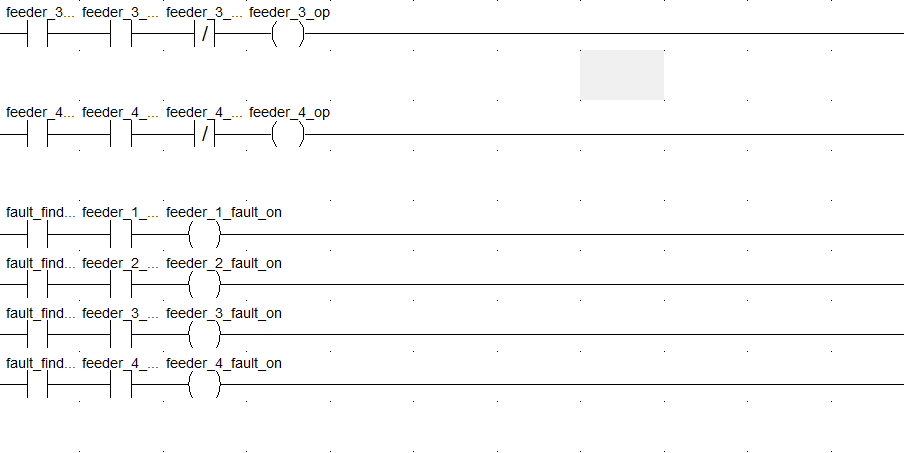 feeder_3... feeder_3_... feeder_3_... feeder_3_op
feeder_4... feeder_4_... feeder_4_... feeder_4_op
fault_find... feeder_1_... feeder_1_fault_on
fault_find... feeder_2_... feeder_2_fault_on
fault_find... feeder_3_... feeder_3_fault_on
fault_find... feeder_4_... feeder_4_fault_on